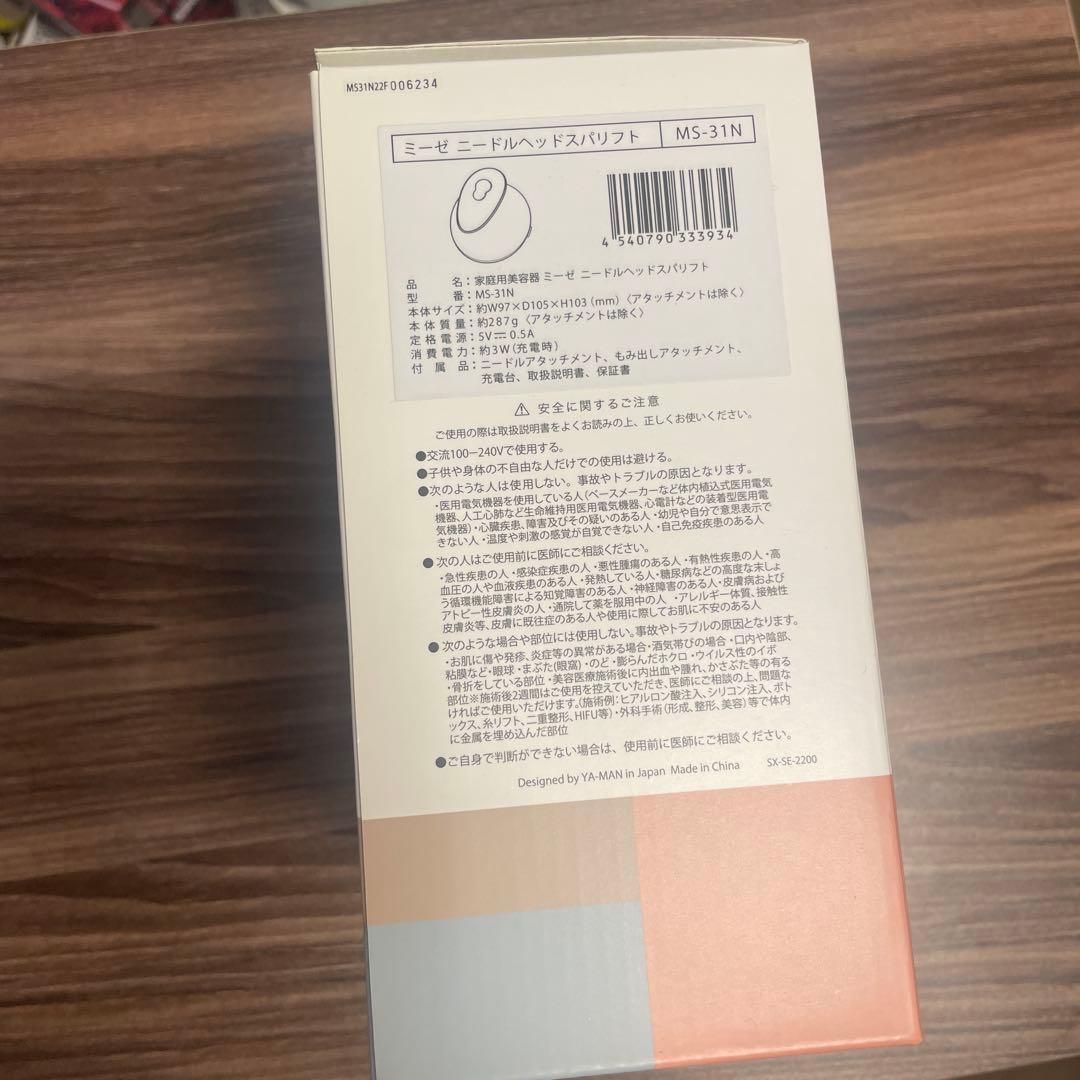 MS31N22F006234
ミーゼ ニードルヘッドスパリフト MS-31N
4 540790 333934
品名：家庭用美容器 ミーゼ ニードルヘッドスパリフト
型番：MS-31N
本体サイズ：約W97×D105×H103（mm）〈アタッチメントは除く〉
本体質量：約287g〈アタッチメントは除く〉
定格電源：5V⎓0.5A
消費電力：約3W（充電時）
付属品：ニードルアタッチメント、もみ出しアタッチメント、
充電台、取扱説明書、保証書
⚠ 安全に関するご注意
ご使用の際は取扱説明書をよくお読みの上、正しくお使いください。
●交流100−240Vで使用する。
●子供や身体の不自由な人だけでの使用は避ける。
●次のような人は使用しない。事故やトラブルの原因となります。
・医用電気機器を使用している人（ペースメーカーなど体内植込式医用電気
機器、人工心肺など生命維持用医用電気機器、心電計などの装着型医用電
気機器）・心臓疾患、障害及びその疑いのある人・幼児や自分で意思表示で
きない人・温度や刺激の感覚が自覚できない人・自己免疫疾患のある人
●次の人はご使用前に医師にご相談ください。
・急性疾患の人・感染症疾患の人・悪性腫瘍のある人・有熱性疾患の人・高
血圧の人や血液疾患のある人・発熱している人・糖尿病などの高度な末しょ
う循環機能障害による知覚障害のある人・神経障害のある人・皮膚病および
アトピー性皮膚炎の人・通院して薬を服用中の人・アレルギー体質、接触性
皮膚炎等、皮膚に既往症のある人や使用に際してお肌に不安のある人
●次のような場合や部位には使用しない。事故やトラブルの原因となります。
・お肌に傷や発疹、炎症等の異常がある場合・酒気帯びの場合・口内や陰部、
粘膜など・眼球・まぶた(眼窩)・のど・膨らんだホクロ・ウイルス性のイボ
・骨折をしている部位・美容医療施術後に内出血や腫れ、かさぶた等の有る
部位※施術後2週間はご使用を控えていただき、医師にご相談の上、問題な
ければご使用いただけます。(施術例：ヒアルロン酸注入、シリコン注入、ボト
ックス、糸リフト、二重整形、HIFU等)・外科手術（形成、整形、美容）等で体内
に金属を埋め込んだ部位
●ご自身で判断ができない場合は、使用前に医師にご相談ください。
Designed by YA-MAN in Japan Made in China SX-SE-2200